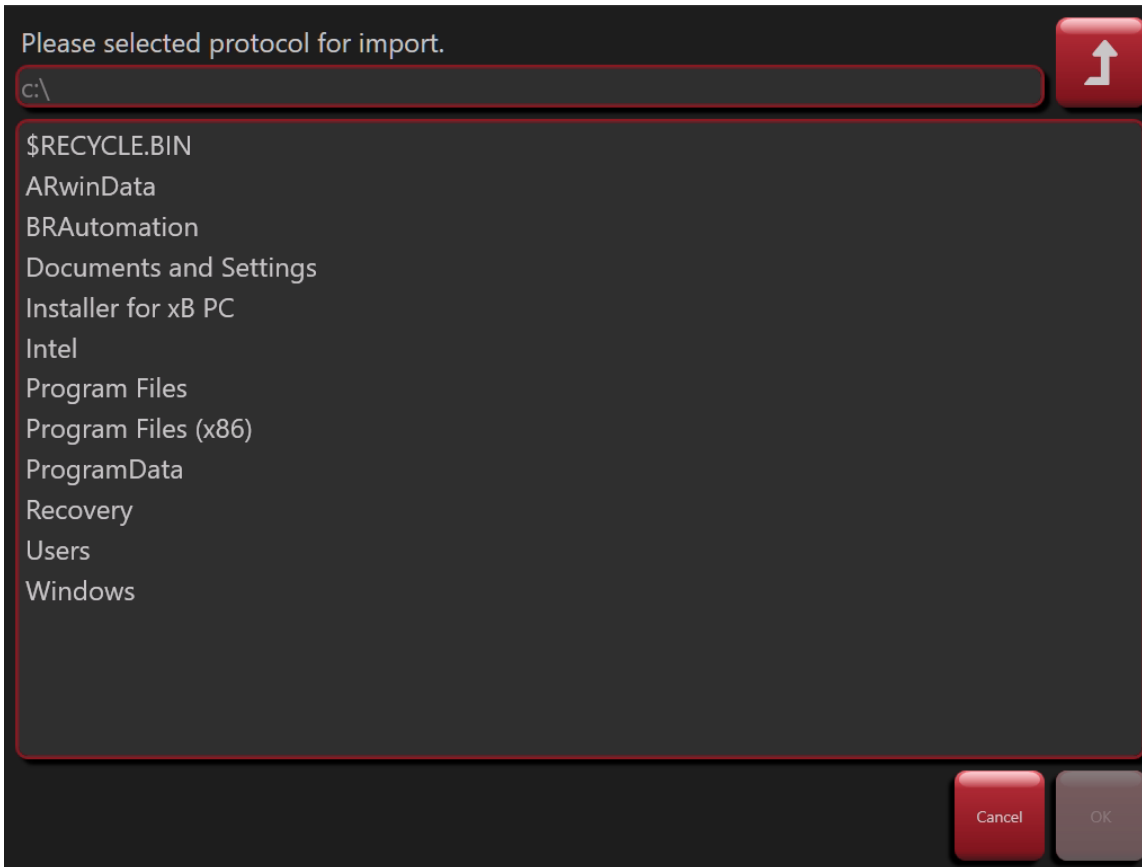 Please selected protocol for import.
c:\
$RECYCLE.BIN
ARwinData
BRAutomation
Documents and Settings
Installer for xB PC
Intel
Program Files
Program Files (x86)
ProgramData
Recovery
Users
Windows
Cancel
OK